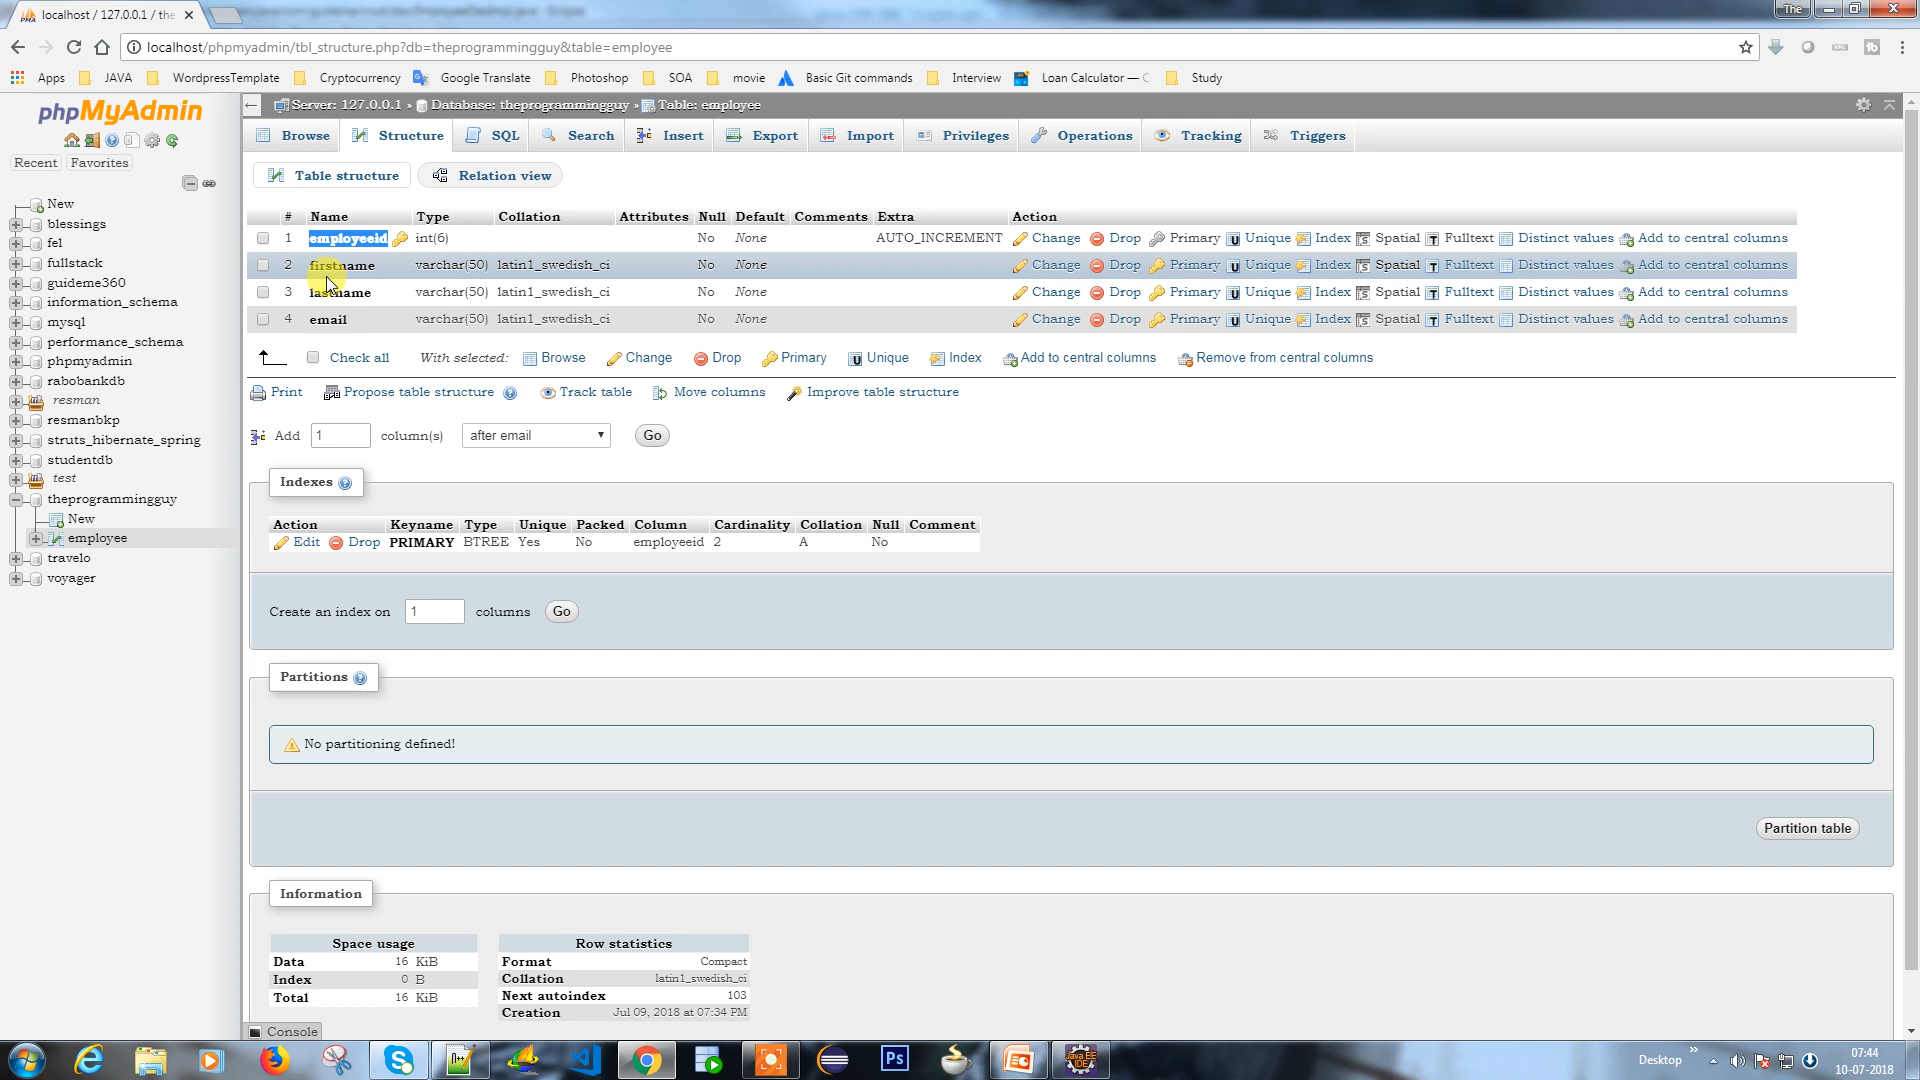 localhost / 127.0.0.1 / the
The
localhost/phpmyadmin/tbl_structure.php?db=theprogrammingguy&table=employee
Apps JAVA WordpressTemplate Cryptocurrency Google Translate Photoshop SOA movie Basic Git commands Interview Loan Calculator — C Study
phpMyAdmin
Recent Favorites
New
blessings
fel
fullstack
guideme360
information_schema
mysql
performance_schema
phpmyadmin
rabobankdb
resman
resmanbkp
struts_hibernate_spring
studentdb
test
theprogrammingguy
New
employee
travelo
voyager
Server: 127.0.0.1 » Database: theprogrammingguy » Table: employee
Browse Structure SQL Search Insert Export Import Privileges Operations Tracking Triggers
Table structure Relation view
# Name Type Collation Attributes Null Default Comments Extra Action
1 employeeid int(6) No None AUTO_INCREMENT Change Drop Primary Unique Index Spatial Fulltext Distinct values Add to central columns
2 firstname varchar(50) latin1_swedish_ci No None Change Drop Primary Unique Index Spatial Fulltext Distinct values Add to central columns
3 lastname varchar(50) latin1_swedish_ci No None Change Drop Primary Unique Index Spatial Fulltext Distinct values Add to central columns
4 email varchar(50) latin1_swedish_ci No None Change Drop Primary Unique Index Spatial Fulltext Distinct values Add to central columns
Check all With selected: Browse Change Drop Primary Unique Index Add to central columns Remove from central columns
Print Propose table structure Track table Move columns Improve table structure
Add 1 column(s) after email Go
Indexes
Action Keyname Type Unique Packed Column Cardinality Collation Null Comment
Edit Drop PRIMARY BTREE Yes No employeeid 2 A No
Create an index on 1 columns Go
Partitions
No partitioning defined!
Partition table
Information
Space usage
Data 16 KiB
Index 0 B
Total 16 KiB
Row statistics
Format Compact
Collation latin1_swedish_ci
Next autoindex 103
Creation Jul 09, 2018 at 07:34 PM
Console
Ps
Java EE
IDE
Desktop
07:44
10-07-2018